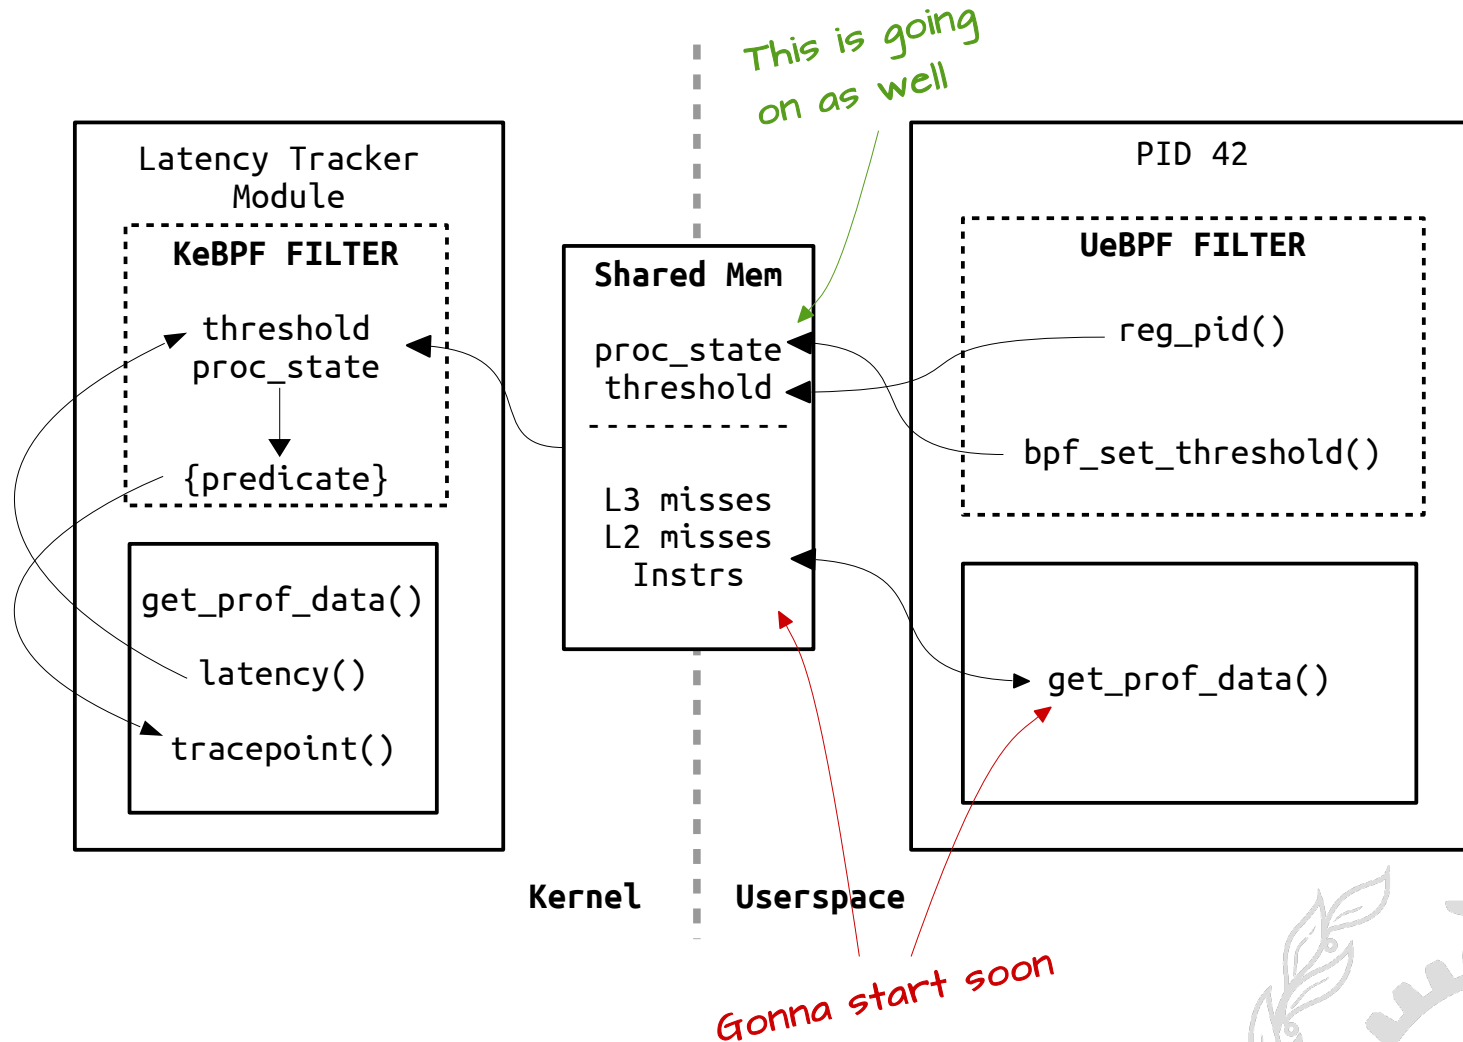 This is going
on as well
Latency Tracker
Module
KeBPF FILTER
threshold
proc_state
{predicate}
get_prof_data()
latency()
tracepoint()
Shared Mem
proc_state
threshold
L3 misses
L2 misses
Instrs
PID 42
UeBPF FILTER
reg_pid()
bpf_set_threshold()
get_prof_data()
Kernel
Userspace
Gonna start soon